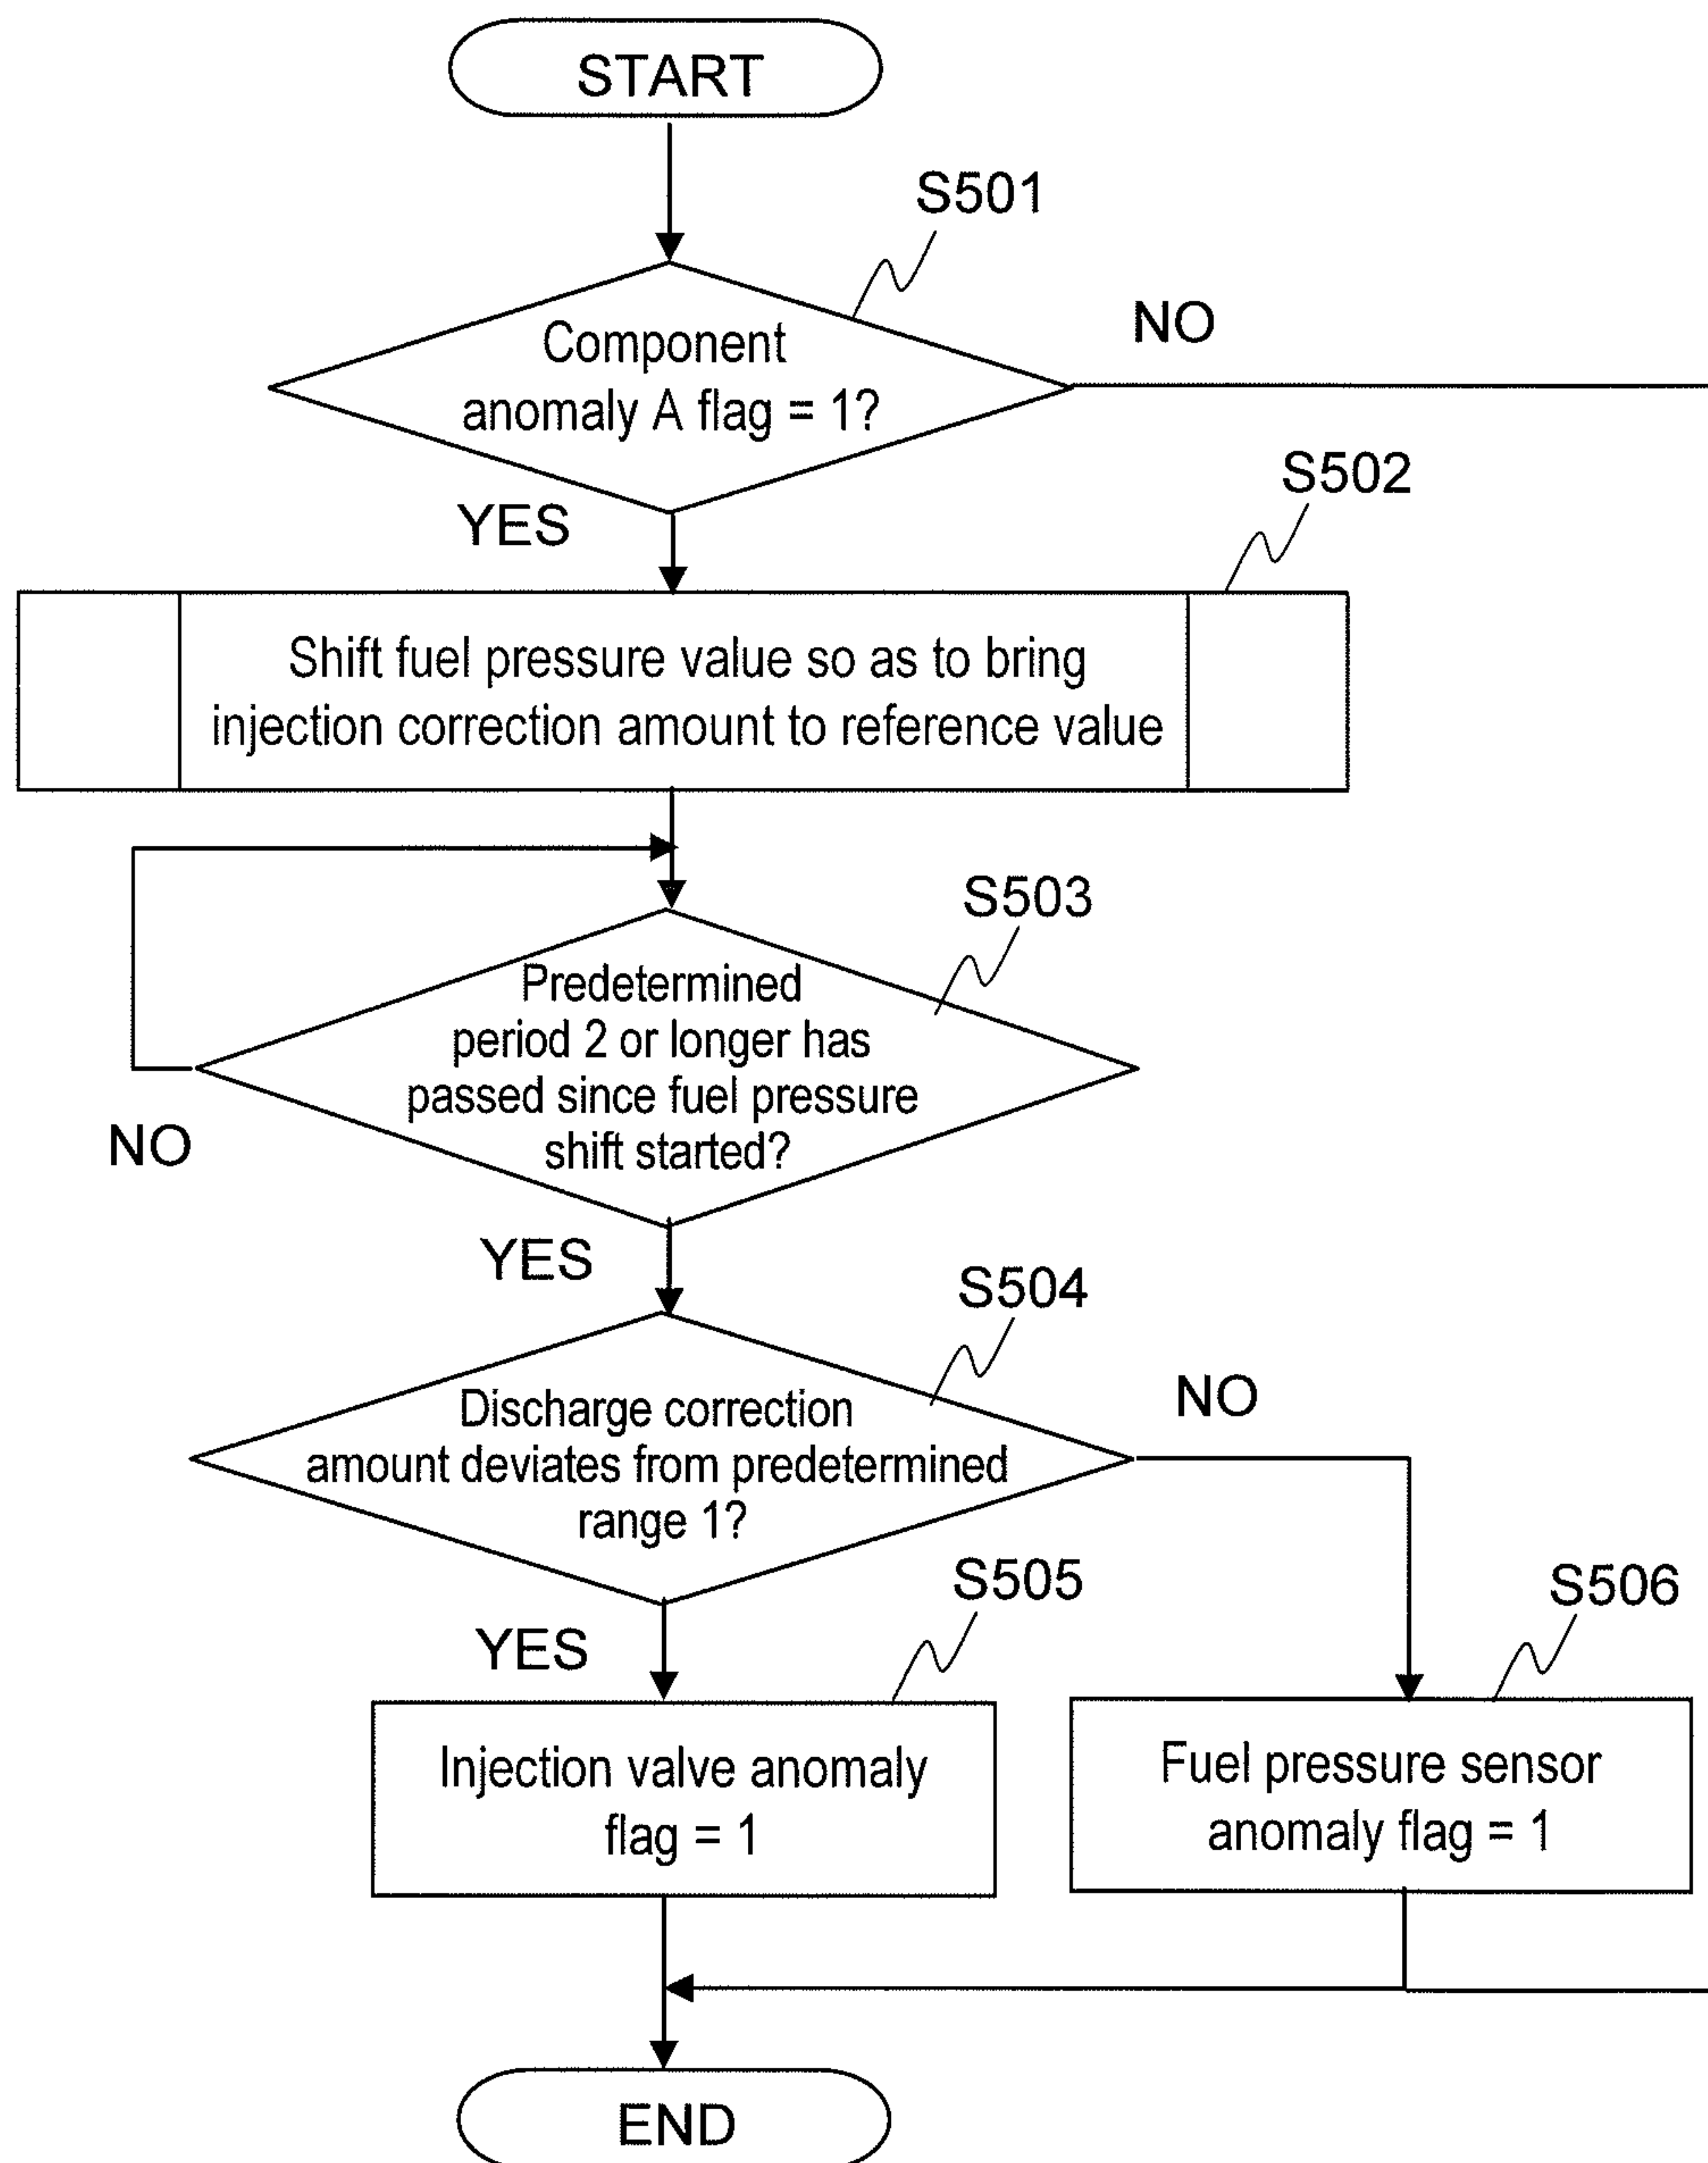 START
S501
Component
anomaly A flag = 1?
NO
YES
S502
Shift fuel pressure value so as to bring
injection correction amount to reference value
S503
Predetermined
period 2 or longer has
passed since fuel pressure
shift started?
NO
YES
S504
Discharge correction
amount deviates from predetermined
range 1?
NO
YES
S505
Injection valve anomaly
flag = 1
S506
Fuel pressure sensor
anomaly flag = 1
END